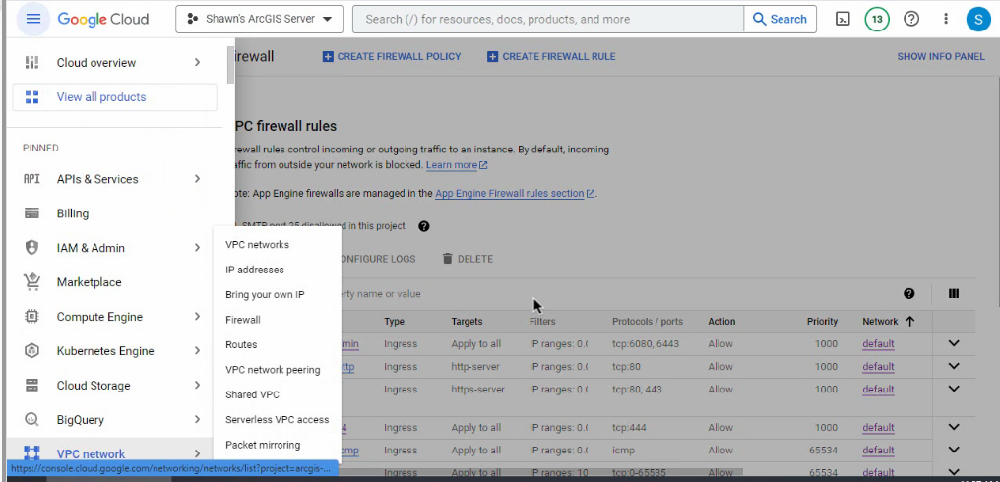 Google Cloud Shawn's ArcGIS Server Search (/) for resources, docs, products, and more Search 13 S
Cloud overview
View all products
PINNED
API APIs & Services
Billing
IAM & Admin
Marketplace
Compute Engine
Kubernetes Engine
Cloud Storage
BigQuery
VPC network
https://console.cloud.google.com/networking/networks/list?project=arcgis-...
VPC networks
IP addresses
Bring your own IP
Firewall
Routes
VPC network peering
Shared VPC
Serverless VPC access
Packet mirroring
irewall CREATE FIREWALL POLICY CREATE FIREWALL RULE SHOW INFO PANEL
PC firewall rules
rewall rules control incoming or outgoing traffic to an instance. By default, incoming
affic from outside your network is blocked. Learn more
ote: App Engine firewalls are managed in the App Engine Firewall rules section.
SMTP port 25 disallowed in this project
ONFIGURE LOGS DELETE
erty name or value
Type Targets Filters Protocols / ports Action Priority Network
min Ingress Apply to all IP ranges: 0.( tcp:6080, 6443 Allow 1000 default
ttp Ingress http-server IP ranges: 0.( tcp:80 Allow 1000 default
Ingress https-server IP ranges: 0.( tcp:80, 443 Allow 1000 default
4 Ingress Apply to all IP ranges: 0.( tcp:444 Allow 1000 default
cmp Ingress Apply to all IP ranges: 0.( icmp Allow 65534 default
Ingress Apply to all IP ranges: 10 tcp:0-65535 Allow 65534 default